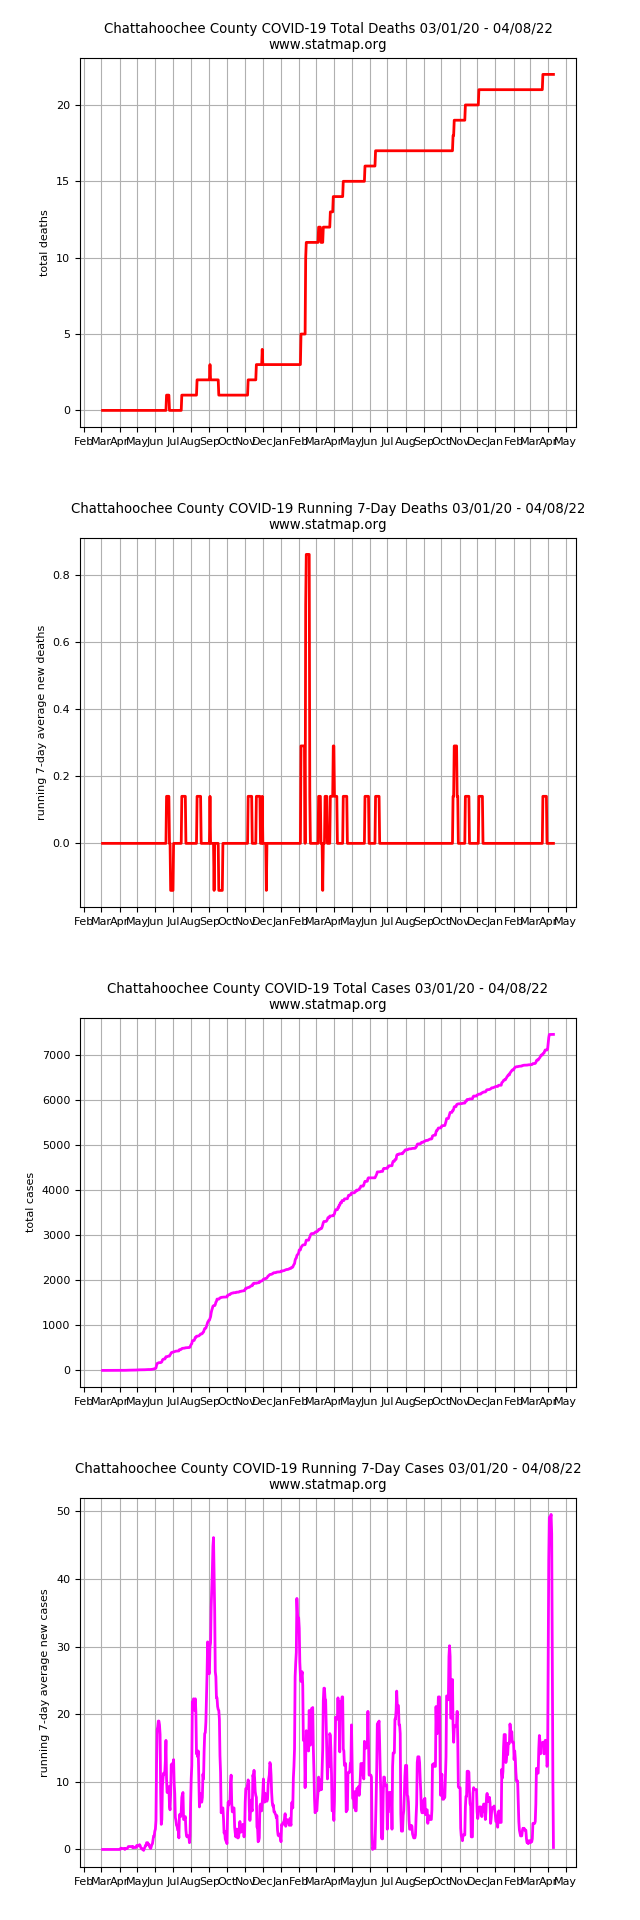 Chattahoochee County COVID-19 Total Deaths 03/01/20 - 04/08/22
www.statmap.org
20
15
10
5
0
total deaths
Feb Mar Apr May Jun Jul Aug Sep Oct Nov Dec Jan Feb Mar Apr May Jun Jul Aug Sep Oct Nov Dec Jan Feb Mar Apr May
Chattahoochee County COVID-19 Running 7-Day Deaths 03/01/20 - 04/08/22
www.statmap.org
0.8
0.6
0.4
0.2
0.0
running 7-day average new deaths
Feb Mar Apr May Jun Jul Aug Sep Oct Nov Dec Jan Feb Mar Apr May Jun Jul Aug Sep Oct Nov Dec Jan Feb Mar Apr May
Chattahoochee County COVID-19 Total Cases 03/01/20 - 04/08/22
www.statmap.org
7000
6000
5000
4000
3000
2000
1000
0
total cases
Feb Mar Apr May Jun Jul Aug Sep Oct Nov Dec Jan Feb Mar Apr May Jun Jul Aug Sep Oct Nov Dec Jan Feb Mar Apr May
Chattahoochee County COVID-19 Running 7-Day Cases 03/01/20 - 04/08/22
www.statmap.org
50
40
30
20
10
0
running 7-day average new cases
Feb Mar Apr May Jun Jul Aug Sep Oct Nov Dec Jan Feb Mar Apr May Jun Jul Aug Sep Oct Nov Dec Jan Feb Mar Apr May